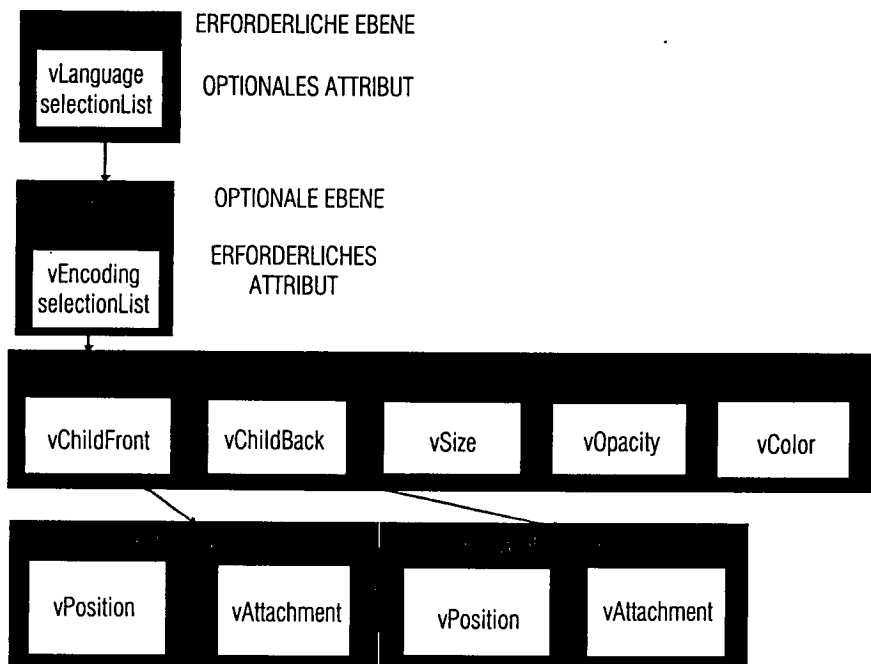 ERFORDERLICHE EBENE
vLanguage
selectionList
OPTIONALES ATTRIBUT
OPTIONALE EBENE
vEncoding
selectionList
ERFORDERLICHES
ATTRIBUT
vChildFront
vChildBack
vSize
vOpacity
vColor
vPosition
vAttachment
vPosition
vAttachment